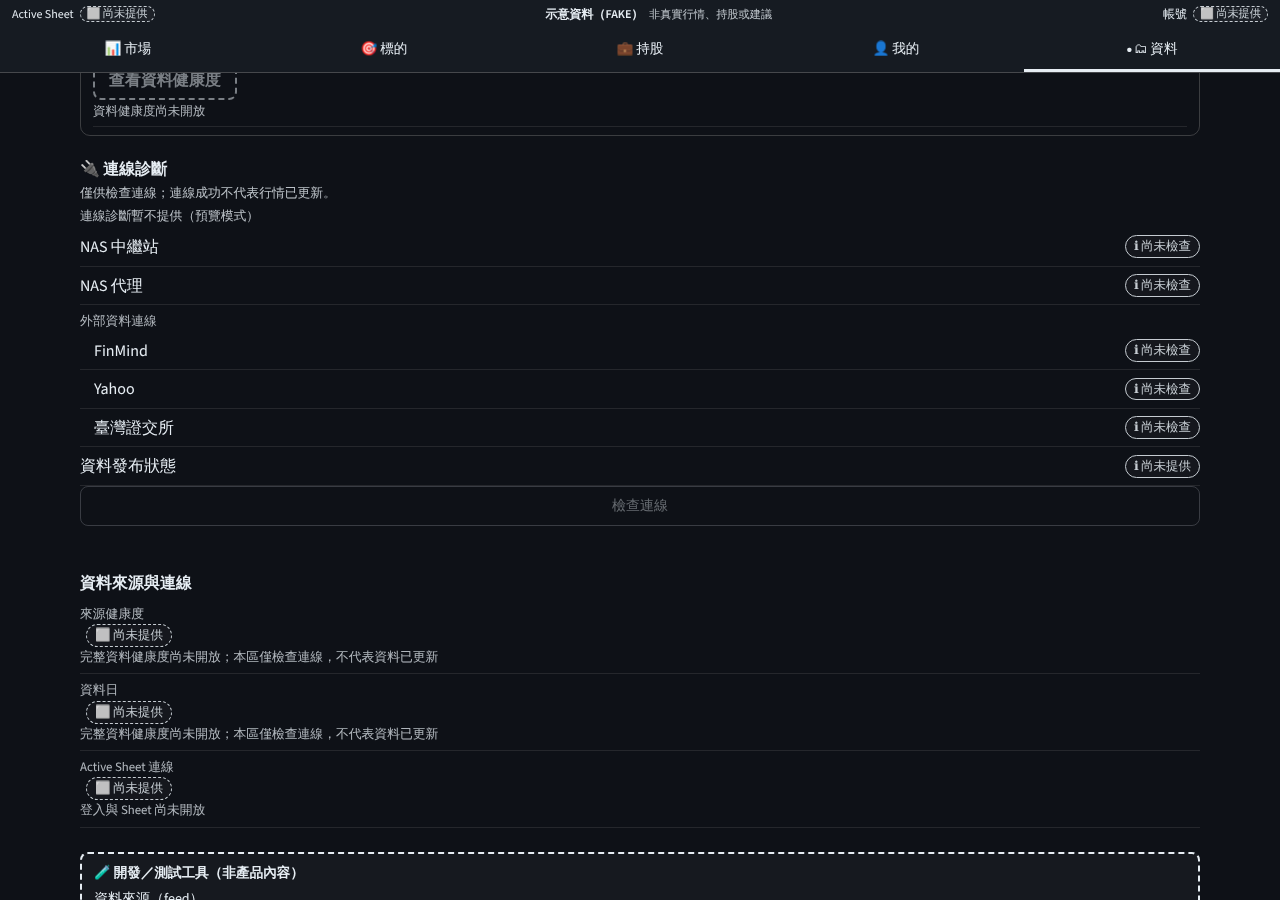 Active Sheet 尚未提供
示意資料（FAKE） 非真實行情、持股或建議
帳號 尚未提供
市場
標的
持股
我的
資料
查看資料健康度
資料健康度尚未開放
連線診斷
僅供檢查連線；連線成功不代表行情已更新。
連線診斷暫不提供（預覽模式）
NAS 中繼站 ℹ 尚未檢查
NAS 代理 ℹ 尚未檢查
外部資料連線
FinMind ℹ 尚未檢查
Yahoo ℹ 尚未檢查
臺灣證交所 ℹ 尚未檢查
資料發布狀態 ℹ 尚未提供
檢查連線
資料來源與連線
來源健康度
尚未提供
完整資料健康度尚未開放；本區僅檢查連線，不代表資料已更新
資料日
尚未提供
完整資料健康度尚未開放；本區僅檢查連線，不代表資料已更新
Active Sheet 連線
尚未提供
登入與 Sheet 尚未開放
開發／測試工具（非產品內容）
資料來源（feed）